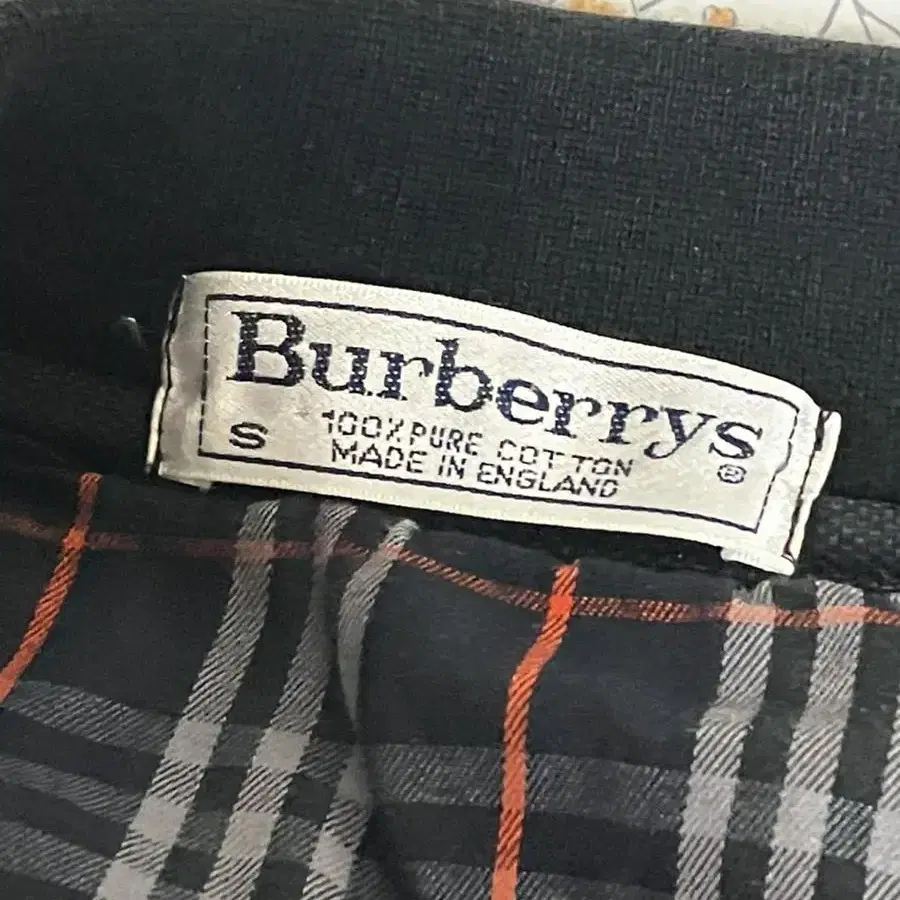 Burberrys®
S
100% PURE COTTON
MADE IN ENGLAND